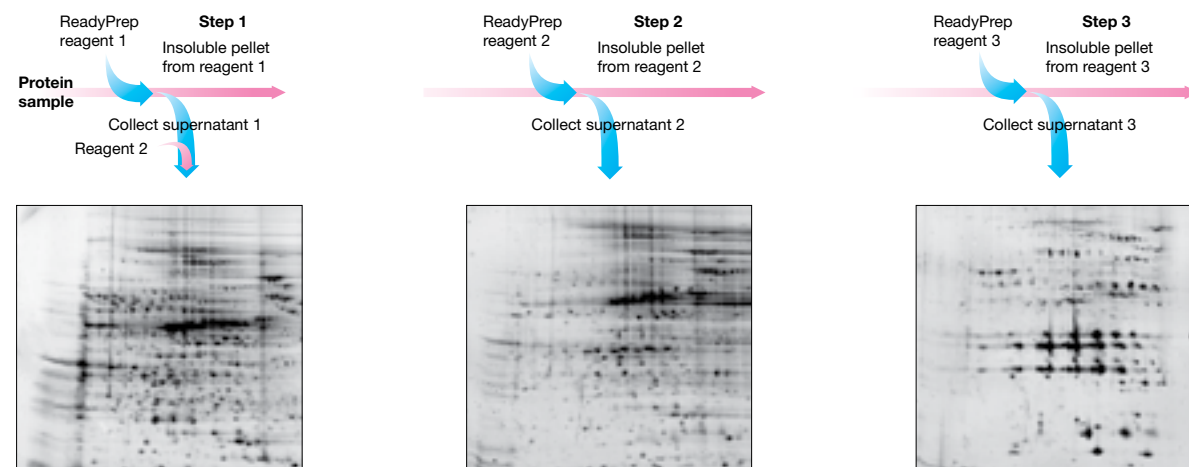 ReadyPrep
reagent 1
Step 1
Insoluble pellet
from reagent 1
Protein
sample
Collect supernatant 1
Reagent 2
ReadyPrep
reagent 2
Step 2
Insoluble pellet
from reagent 2
Collect supernatant 2
ReadyPrep
reagent 3
Step 3
Insoluble pellet
from reagent 3
Collect supernatant 3